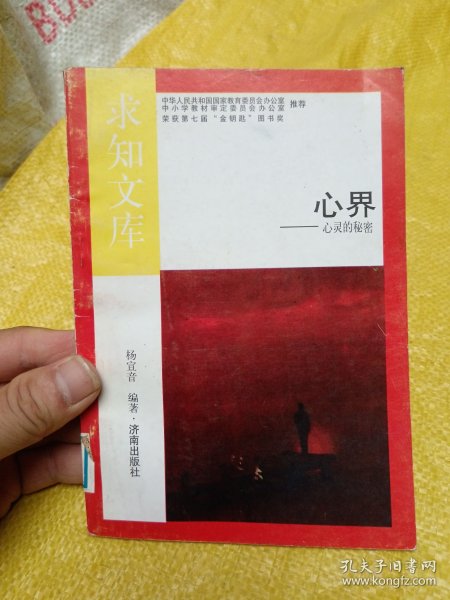 中华人民共和国国家教育委员会办公室
中小学教材审定委员会办公室
推荐
荣获第七届“金钥匙”图书奖
求知文库
心界
——心灵的秘密
杨宣音 编著·济南出版社
孔夫子旧书网
www.kongfz.com